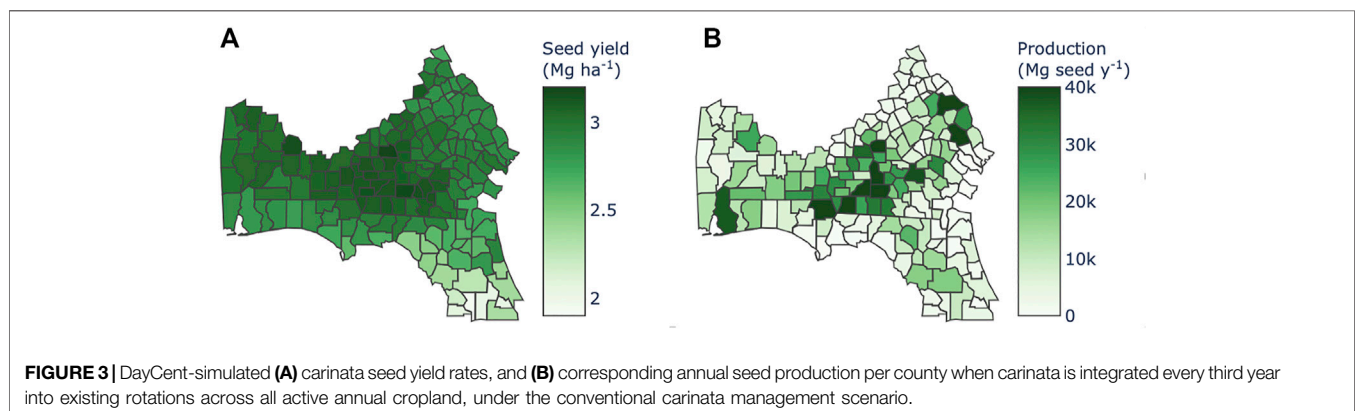 A
Seed yield
(Mg ha⁻¹)
3
2.5
2
B
Production
(Mg seed y⁻¹)
40k
30k
20k
10k
0
FIGURE 3 | DayCent-simulated (A) carinata seed yield rates, and (B) corresponding annual seed production per county when carinata is integrated every third year
into existing rotations across all active annual cropland, under the conventional carinata management scenario.